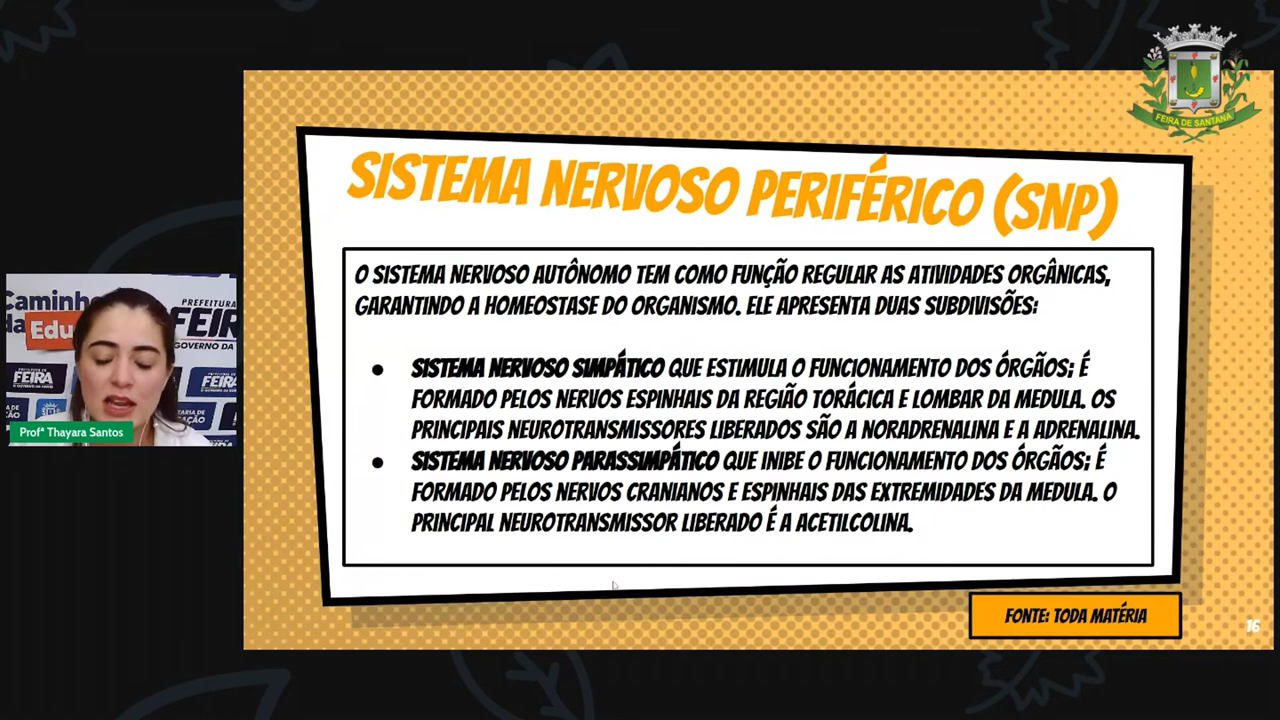 FEIRA DE SANTANA
SISTEMA NERVOSO PERIFÉRICO (SNP)
O SISTEMA NERVOSO AUTÔNOMO TEM COMO FUNÇÃO REGULAR AS ATIVIDADES ORGÂNICAS,
GARANTINDO A HOMEOSTASE DO ORGANISMO. ELE APRESENTA DUAS SUBDIVISÕES:
● SISTEMA NERVOSO SIMPÁTICO QUE ESTIMULA O FUNCIONAMENTO DOS ÓRGÃOS; É
FORMADO PELOS NERVOS ESPINHAIS DA REGIÃO TORÁCICA E LOMBAR DA MEDULA. OS
PRINCIPAIS NEUROTRANSMISSORES LIBERADOS SÃO A NORADRENALINA E A ADRENALINA.
● SISTEMA NERVOSO PARASSIMPÁTICO QUE INIBE O FUNCIONAMENTO DOS ÓRGÃOS; É
FORMADO PELOS NERVOS CRANIANOS E ESPINHAIS DAS EXTREMIDADES DA MEDULA. O
PRINCIPAL NEUROTRANSMISSOR LIBERADO É A ACETILCOLINA.
FONTE: TODA MATÉRIA
16
Caminho
da
Edu
PREFEITURA
FEIR
GOVERNO DA
FEIRA
FEIRA
Profª Thayara Santos